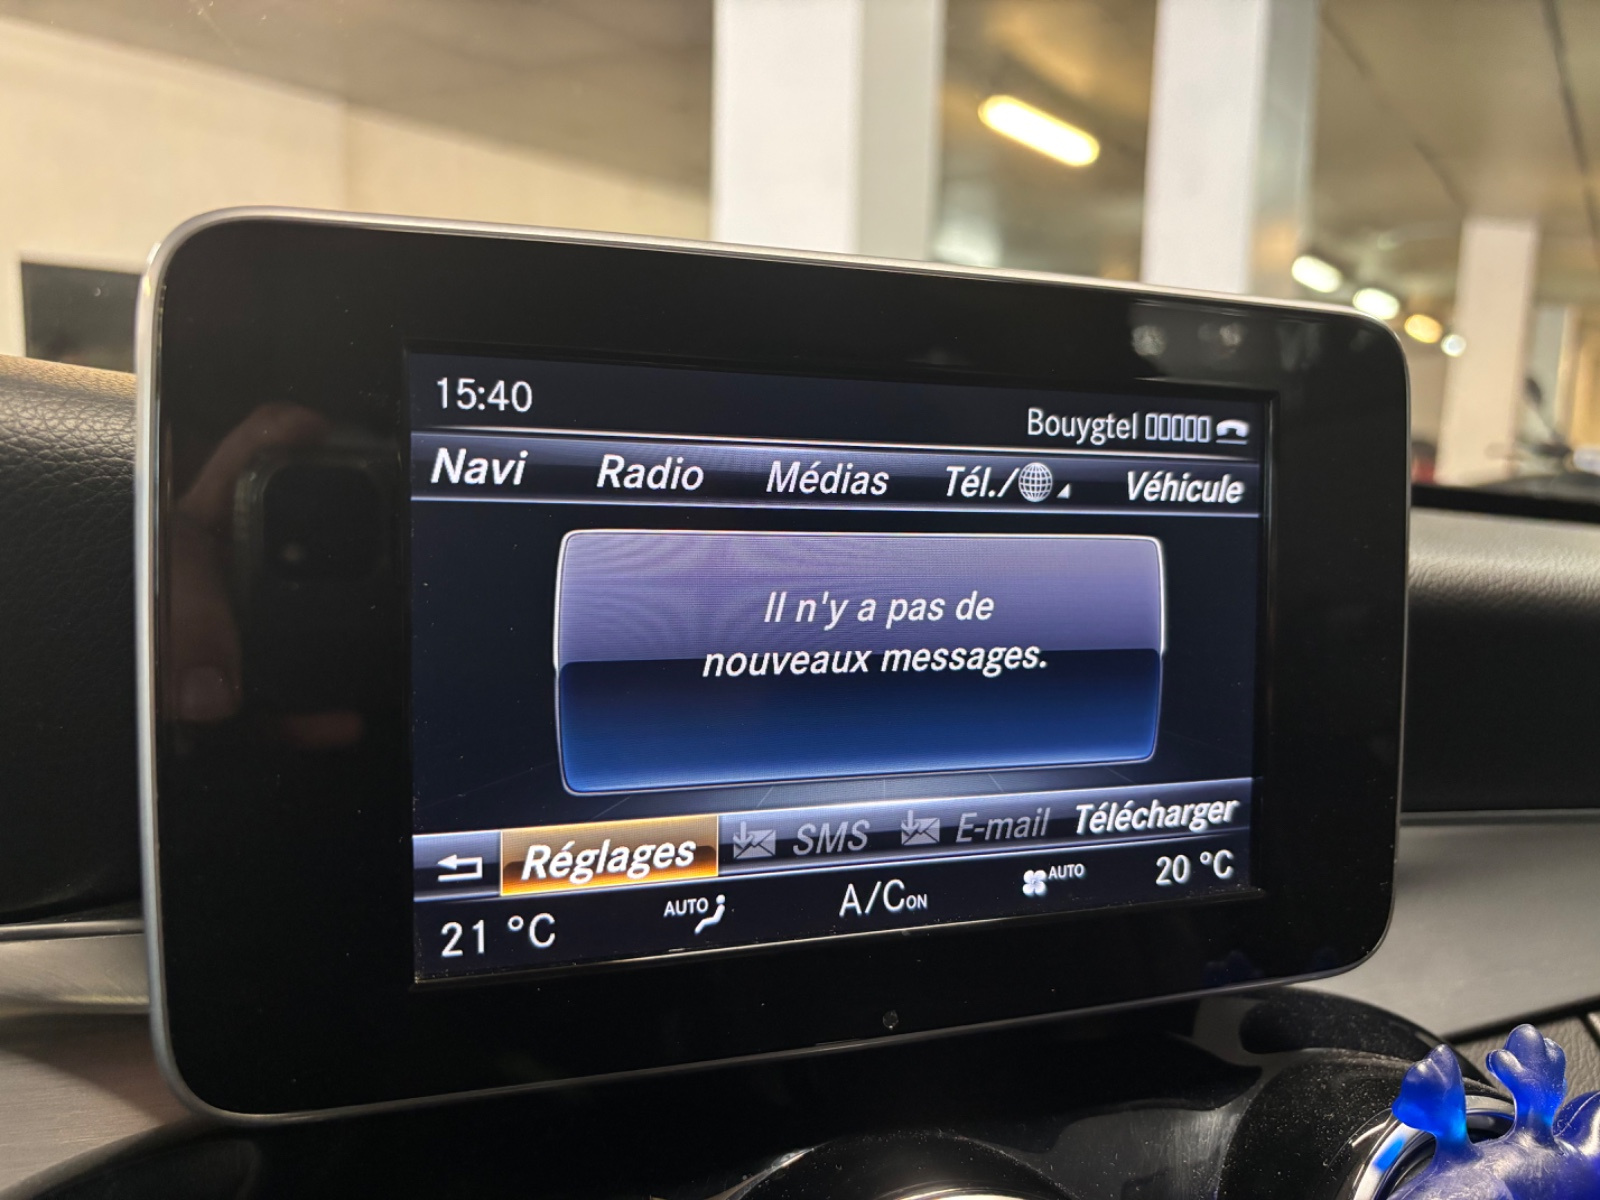 15:40
Bouygtel
Navi Radio Médias Tél./ Véhicule
Il n'y a pas de
nouveaux messages.
Réglages SMS E-mail Télécharger
21 °C AUTO A/C ON AUTO 20 °C